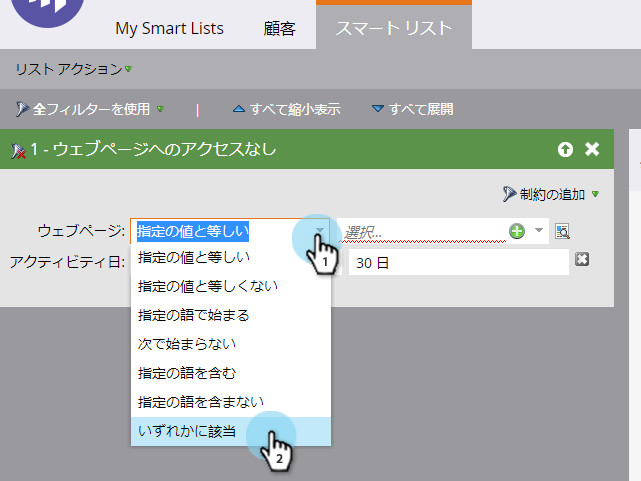 My Smart Lists 顧客 スマート リスト
リスト アクション
全フィルターを使用 | すべて縮小表示 すべて展開
1 - ウェブページへのアクセスなし
制約の追加
ウェブページ: 指定の値と等しい 選択...
1
アクティビティ日: 30 日
指定の値と等しい
指定の値と等しくない
指定の語で始まる
次で始まらない
指定の語を含む
指定の語を含まない
いずれかに該当
2